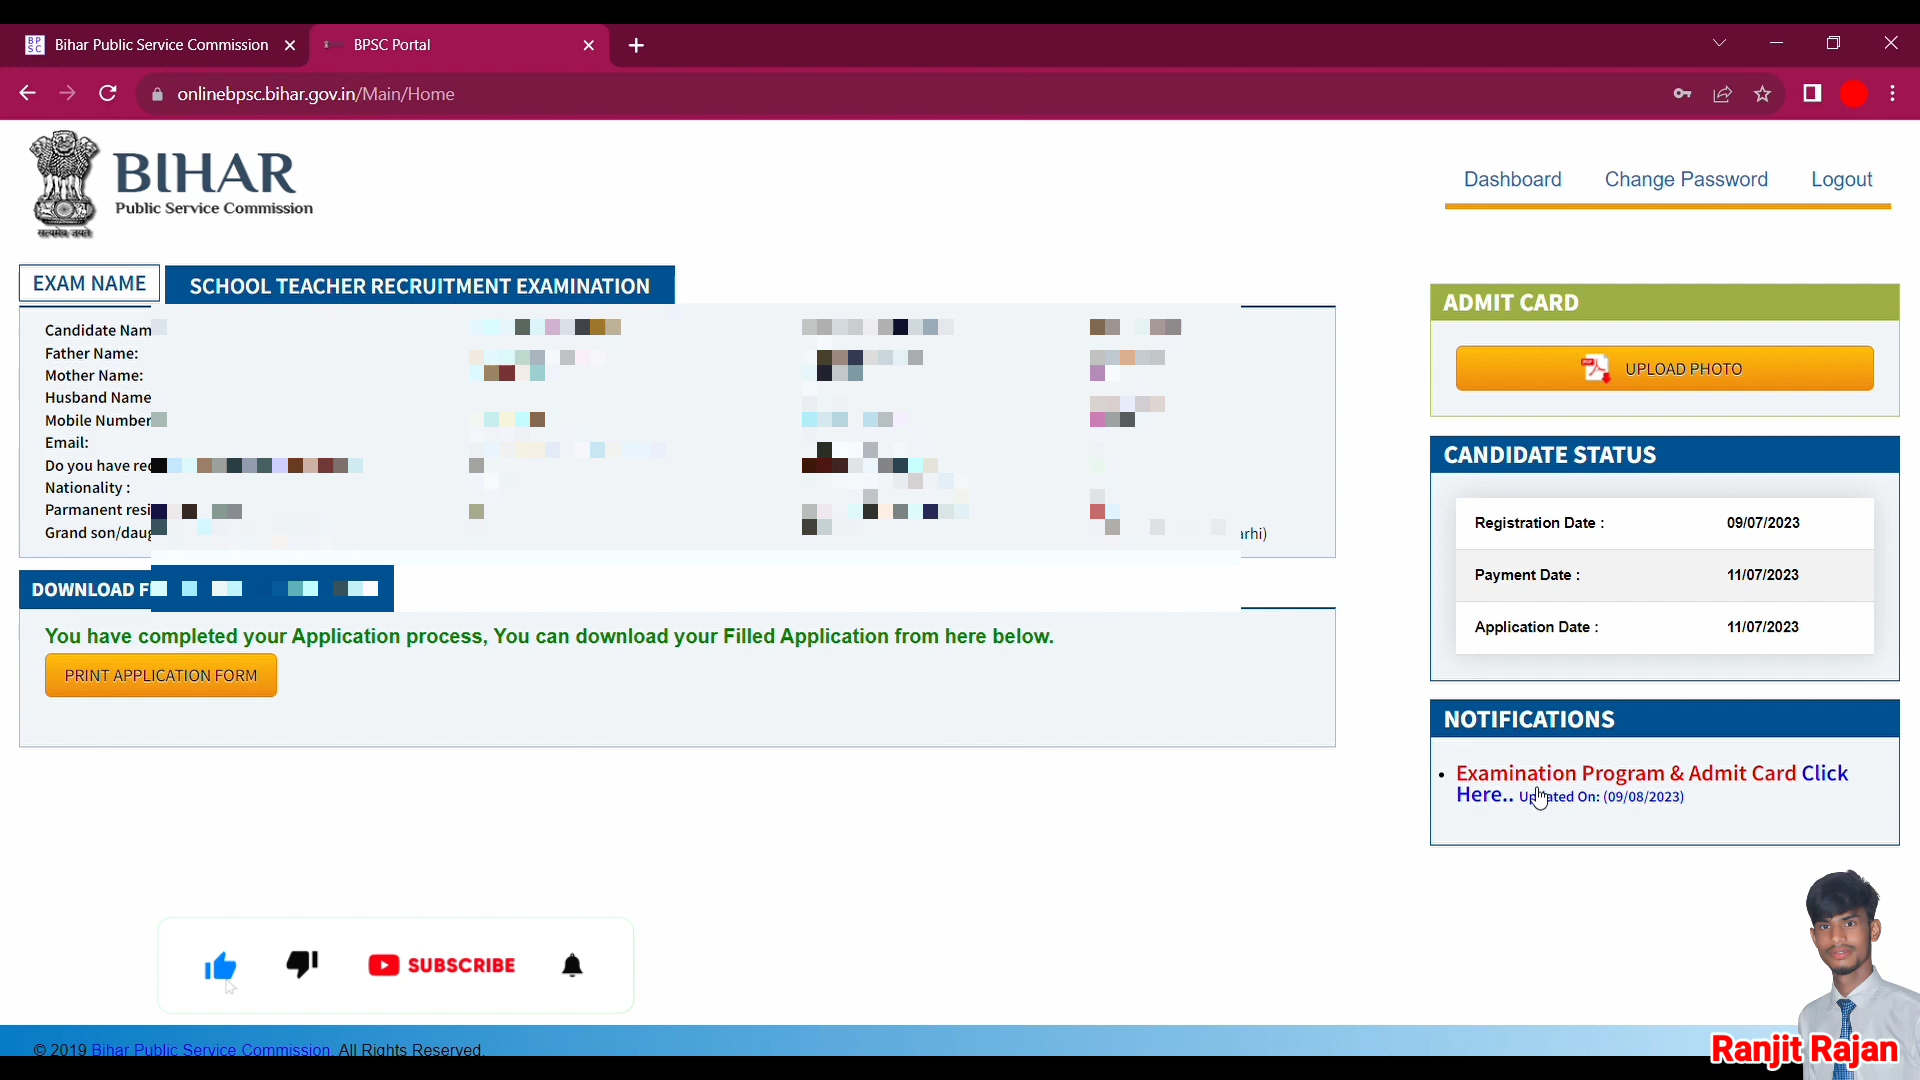 Bihar Public Service Commission
BPSC Portal
onlinebpsc.bihar.gov.in/Main/Home
BIHAR
Public Service Commission
सत्यमेव जयते
Dashboard Change Password Logout
EXAM NAME SCHOOL TEACHER RECRUITMENT EXAMINATION
Candidate Nam
Father Name:
Mother Name:
Husband Name
Mobile Number
Email:
Do you have rec
Nationality :
Parmanent resi
Grand son/daug
arhi)
DOWNLOAD F
You have completed your Application process, You can download your Filled Application from here below.
PRINT APPLICATION FORM
ADMIT CARD
UPLOAD PHOTO
CANDIDATE STATUS
Registration Date : 09/07/2023
Payment Date : 11/07/2023
Application Date : 11/07/2023
NOTIFICATIONS
Examination Program & Admit Card Click
Here.. Updated On: (09/08/2023)
SUBSCRIBE
© 2019 Bihar Public Service Commission. All Rights Reserved.
Ranjit Rajan